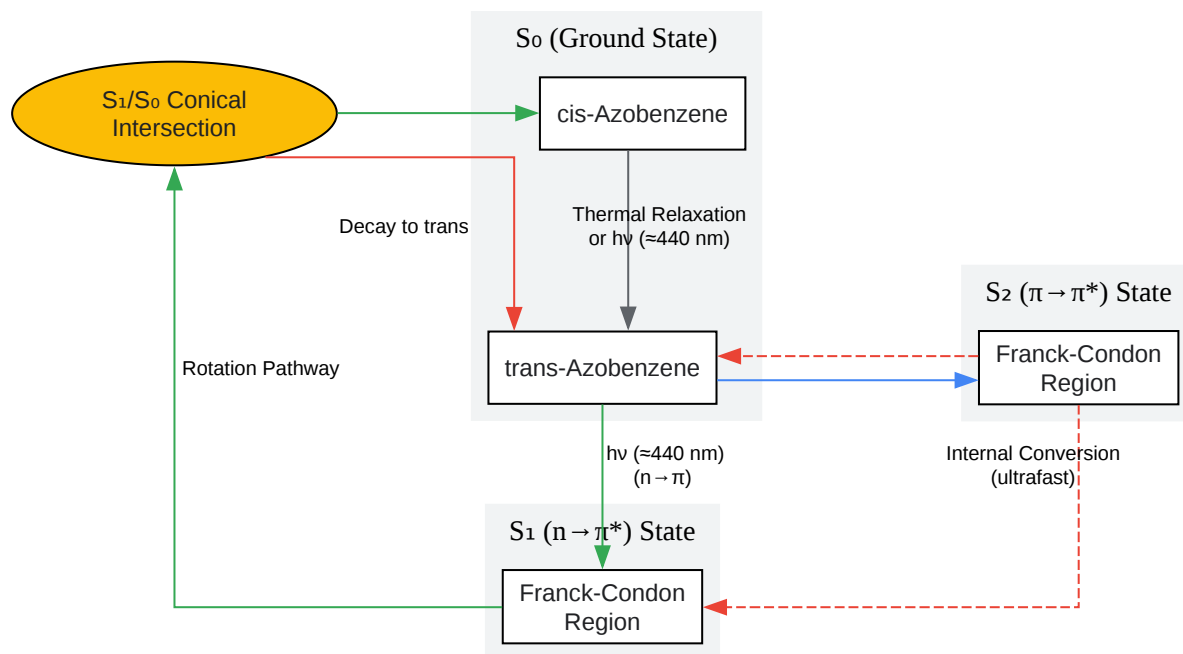 S₀ (Ground State)
S₁/S₀ Conical
Intersection
cis-Azobenzene
Thermal Relaxation
or hν (≈440 nm)
Decay to trans
S₂ (π→π*) State
Franck-Condon
Region
trans-Azobenzene
Rotation Pathway
hν (≈440 nm)
(n→π)
Internal Conversion
(ultrafast)
S₁ (n→π*) State
Franck-Condon
Region